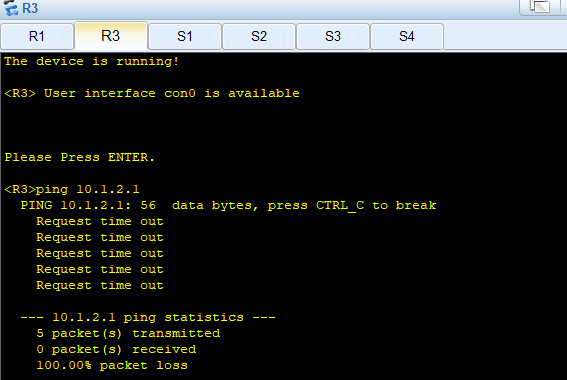 R3
R1 R3 S1 S2 S3 S4
The device is running!
<R3> User interface con0 is available
Please Press ENTER.
<R3>ping 10.1.2.1
PING 10.1.2.1: 56  data bytes, press CTRL_C to break
Request time out
Request time out
Request time out
Request time out
Request time out
--- 10.1.2.1 ping statistics ---
5 packet(s) transmitted
0 packet(s) received
100.00% packet loss